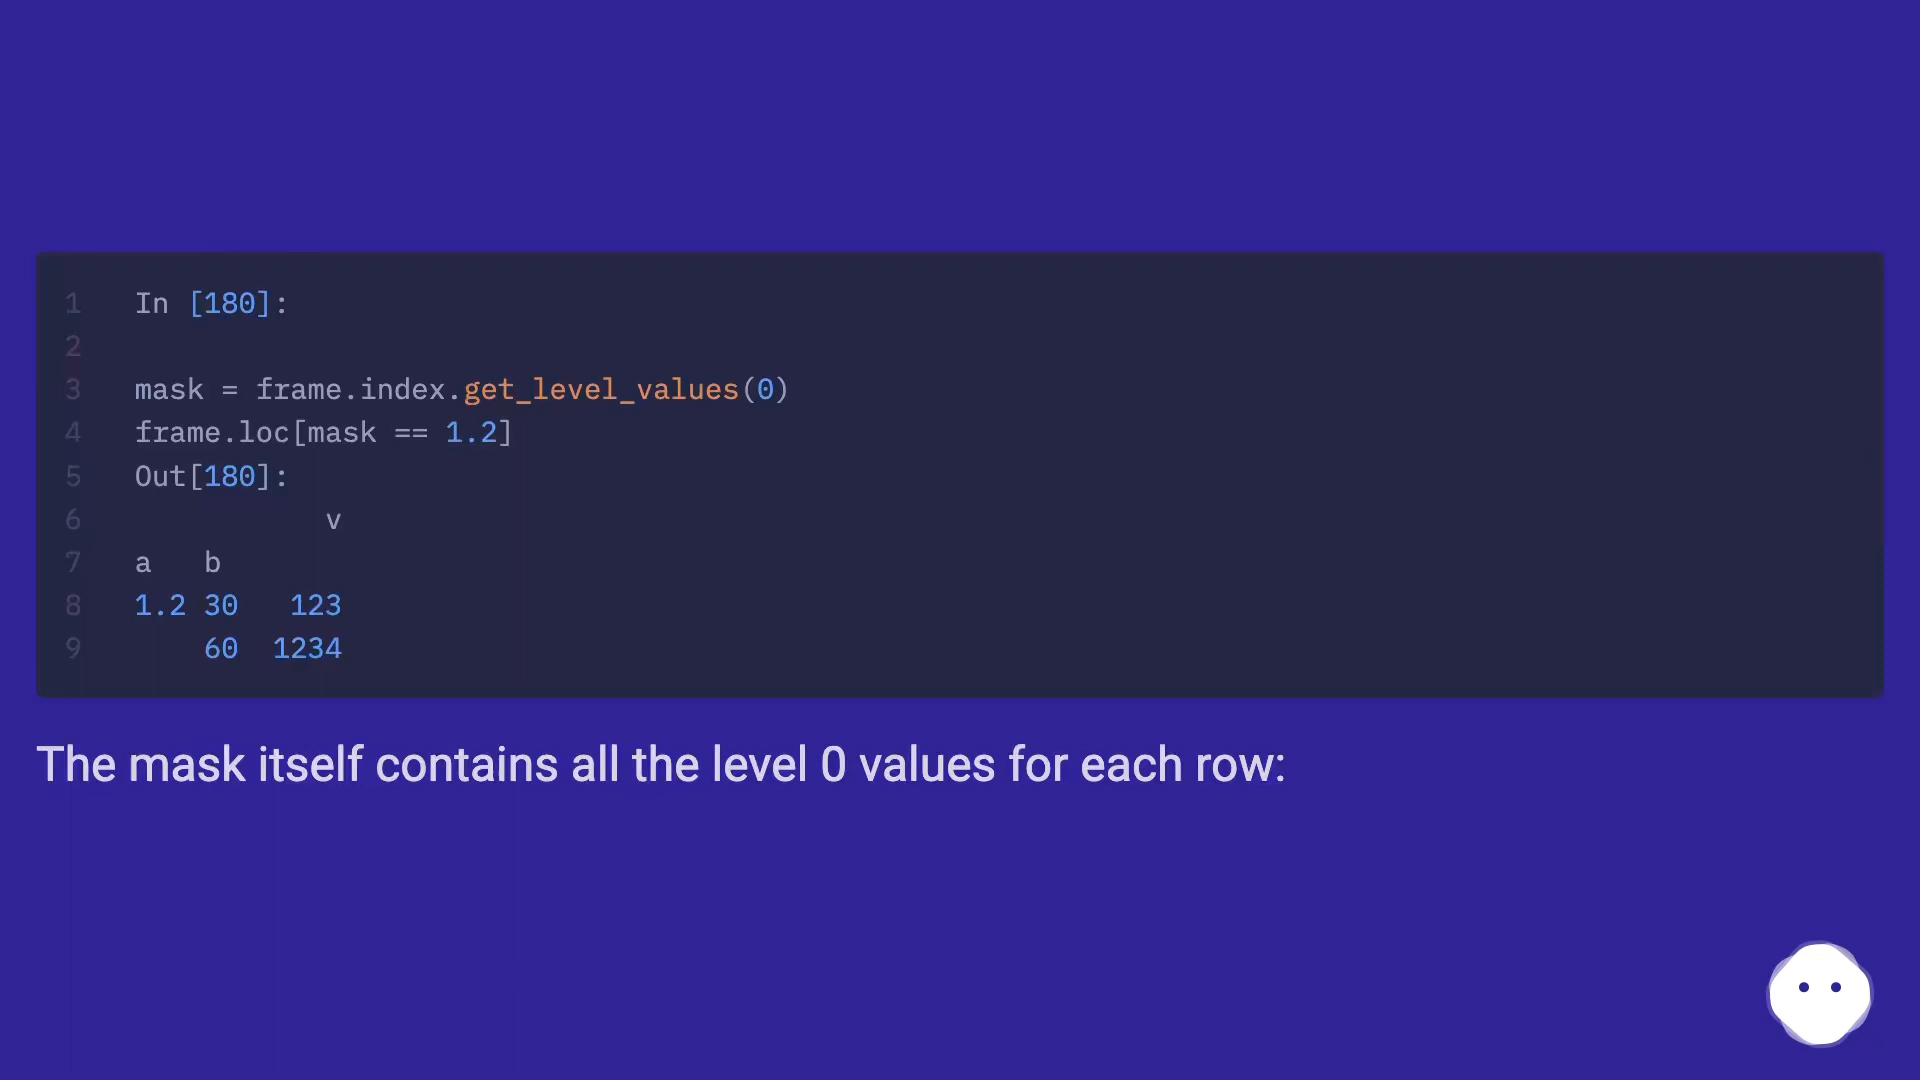 1 In [180]:
2
3 mask = frame.index.get_level_values(0)
4 frame.loc[mask == 1.2]
5 Out[180]:
6            v
7 a   b
8 1.2 30   123
9     60  1234
The mask itself contains all the level 0 values for each row: